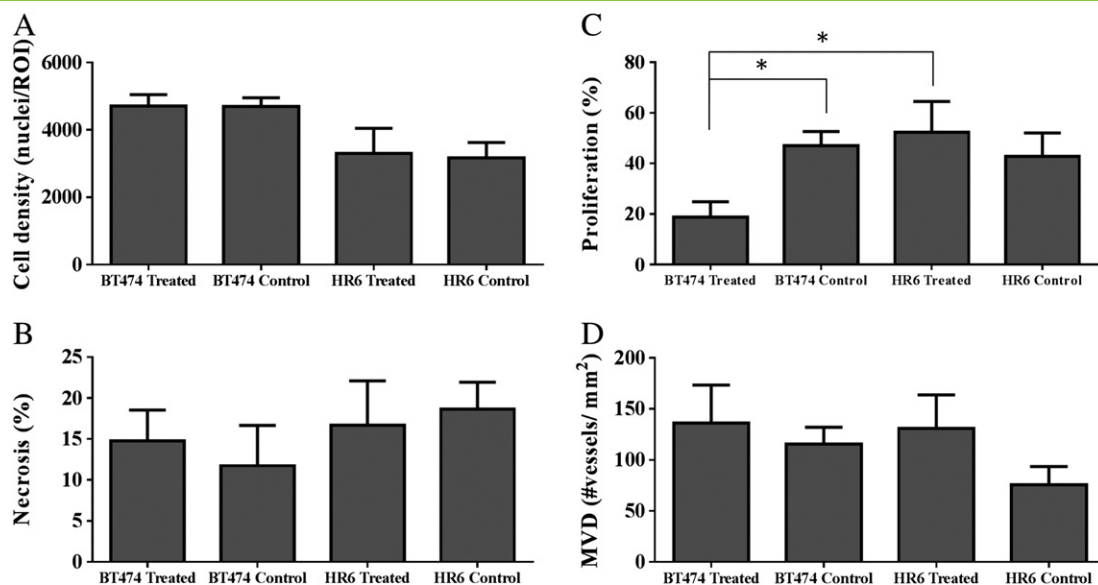 A
Cell density (nuclei/ROI)
6000
4000
2000
0
BT474 Treated BT474 Control HR6 Treated HR6 Control
B
Necrosis (%)
25
20
15
10
5
0
BT474 Treated BT474 Control HR6 Treated HR6 Control
C
Proliferation (%)
80
60
40
20
0
*
*
BT474 Treated BT474 Control HR6 Treated HR6 Control
D
MVD (#vessels/ mm²)
200
150
100
50
0
BT474 Treated BT474 Control HR6 Treated HR6 Control